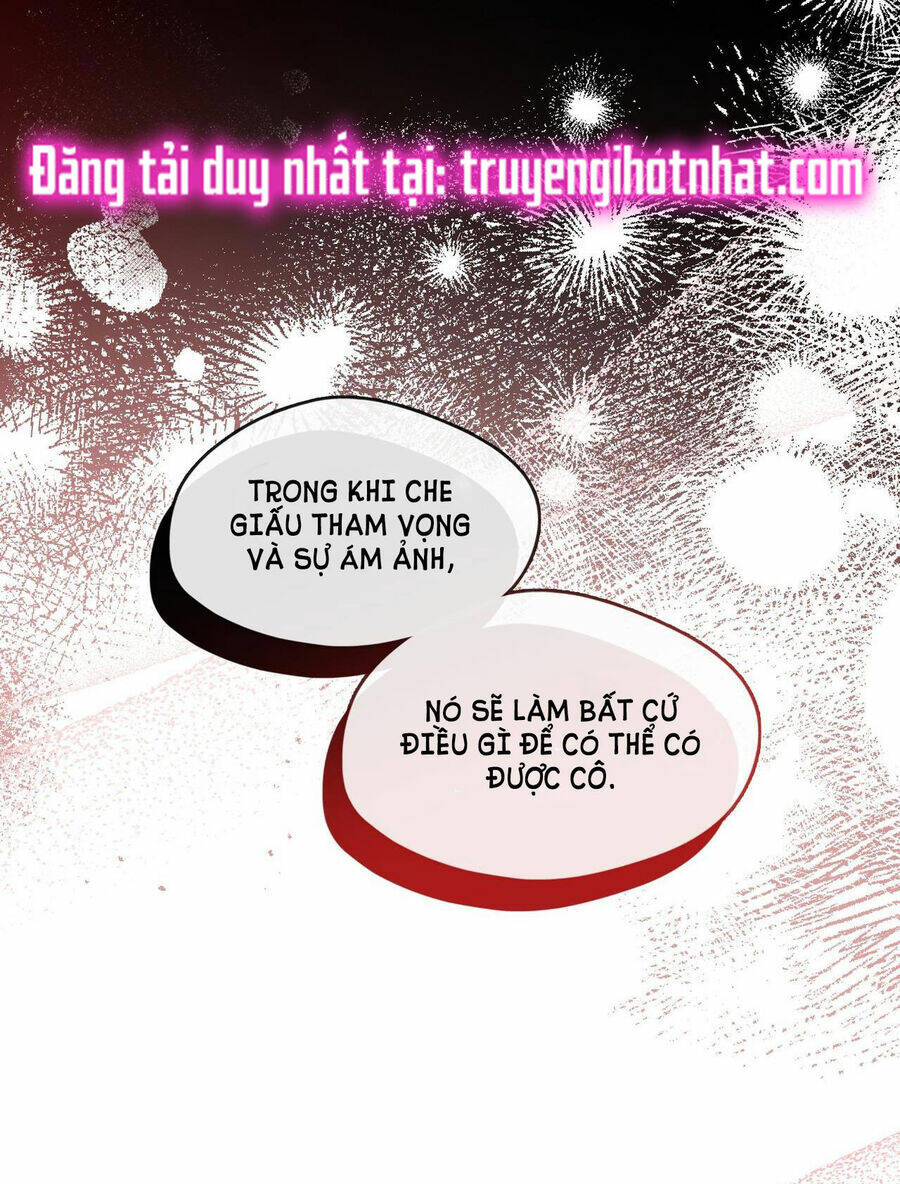 Đăng tải duy nhất tại: truyengihotnhat.com
TRONG KHI CHE
GIẤU THAM VỌNG
VÀ SỰ ÁM ẢNH,
NÓ SẼ LÀM BẤT CỨ
ĐIỀU GÌ ĐỂ CÓ THỂ CÓ
ĐƯỢC CÔ.